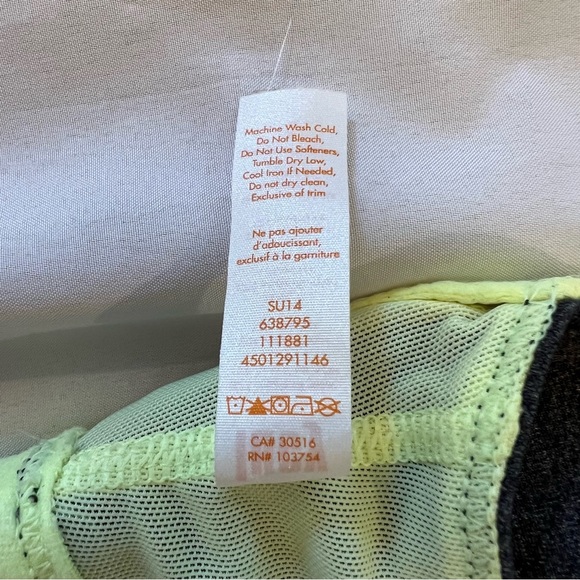 Machine Wash Cold,
Do Not Bleach,
Do Not Use Softeners,
Tumble Dry Low,
Cool Iron If Needed,
Do not dry clean,
Exclusive of trim
Ne pas ajouter
d'adoucissant,
exclusif à la garniture
SU14
638795
111881
4501291146
CA# 30516
RN# 103754